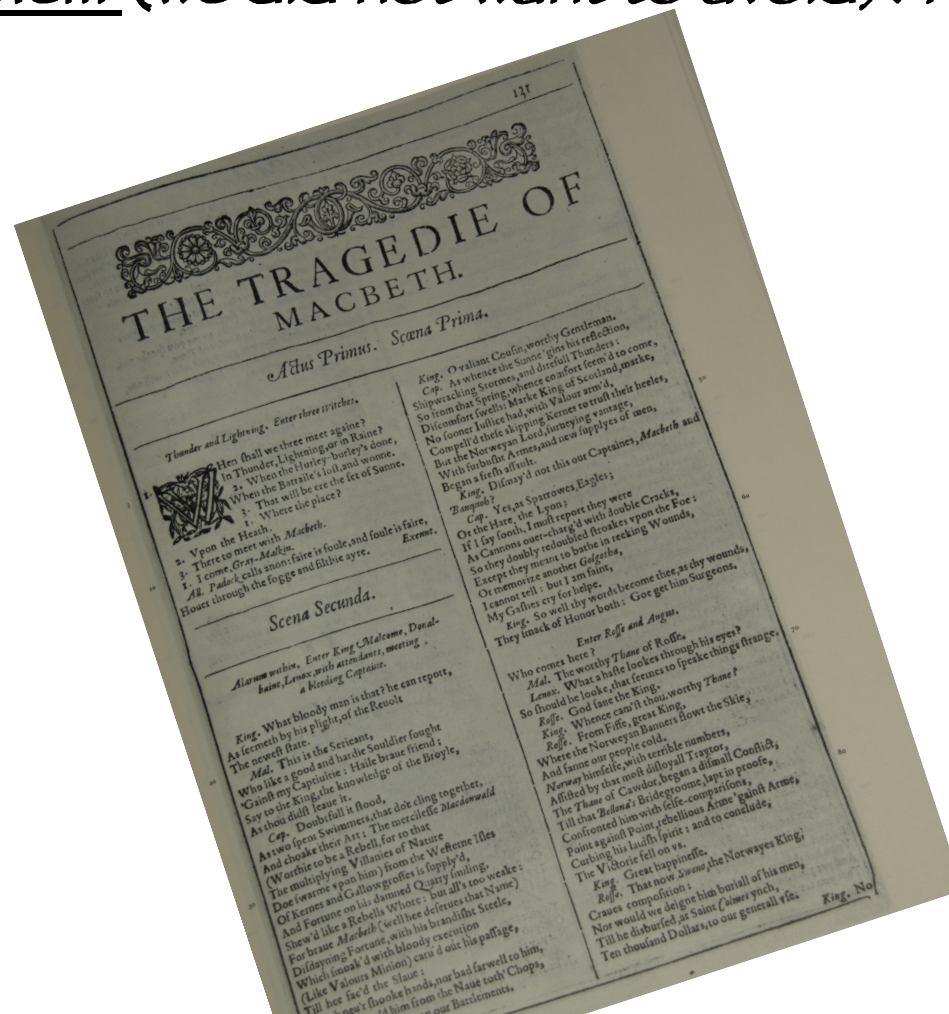 131
THE TRAGEDIE OF
MACBETH.
Actus Primus. Scœna Prima.
Thunder and Lightning. Enter three Witches.
1. WHen ſhall we three meet againe?
In Thunder, Lightning, or in Raine?
2. When the Hurley-burley's done,
When the Battaile's loſt, and wonne.
3. That will be ere the ſet of Sunne.
1. Where the place?
2. Vpon the Heath.
3. There to meet with Macbeth.
1. I come, Gray-Malkin.
All. Padock calls anon: faire is foule, and foule is faire,
Houer through the fogge and filthie ayre. Exeunt.
Scena Secunda.
Alarum within. Enter King Malcome, Donal-
baine, Lenox, with attendants, meeting
a bleeding Captaine.
King. What bloody man is that? he can report,
As ſeemeth by his plight, of the Reuolt
The neweſt ſtate.
Mal. This is the Serieant,
Who like a good and hardie Souldier fought
'Gainſt my Captiuitie: Haile braue friend;
Say to the King, the knowledge of the Broyle,
As thou didſt leaue it.
Cap. Doubtfull it ſtood,
As two ſpent Swimmers, that doe cling together,
And choake their Art: The mercileſſe Macdonwald
(Worthie to be a Rebell, for to that
The multiplying Villanies of Nature
Doe ſwarme vpon him) from the Weſterne Iſles
Of Kernes and Gallowgroſſes is ſupply'd,
And Fortune on his damned Quarry ſmiling,
Shew'd like a Rebells Whore: but all's too weake:
For braue Macbeth (well hee deſerues that Name)
Diſdayning Fortune, with his brandiſht Steele,
Which ſmoak'd with bloody execution
(Like Valours Minion) caru'd out his paſſage,
Till hee fac'd the Slaue:
neu'r ſhooke hands, nor bad farwell to him,
him from the Naue toth' Chops,
our Battlements.
King. O valiant Couſin, worthy Gentleman.
Cap. As whence the Sunne 'gins his reflection,
Shipwracking Stormes, and direfull Thunders:
So from that Spring, whence comfort ſeem'd to come,
Diſcomfort ſwells: Marke King of Scotland, marke,
No ſooner Iuſtice had, with Valour arm'd,
Compell'd theſe skipping Kernes to truſt their heeles,
But the Norweyan Lord, ſurueying vantage,
With furbuſht Armes, and new ſupplyes of men,
Began a freſh aſſault.
King. Diſmay'd not this our Captaines, Macbeth and
Banquoh?
Cap. Yes, as Sparrowes, Eagles;
Or the Hare, the Lyon:
If I ſay ſooth, I muſt report they were
As Cannons ouer-charg'd with double Cracks,
So they doubly redoubled ſtroakes vpon the Foe:
Except they meant to bathe in reeking Wounds,
Or memorize another Golgotha,
I cannot tell: but I am faint,
My Gaſhes cry for helpe.
King. So well thy words become thee, as thy wounds,
They ſmack of Honor both: Goe get him Surgeons.
Enter Roſſe and Angus.
Who comes here?
Mal. The worthy Thane of Roſſe.
Lenox. What a haſte lookes through his eyes?
So ſhould he looke, that ſeemes to ſpeake things ſtrange.
Roſſe. God ſaue the King.
King. Whence cam'ſt thou, worthy Thane?
Roſſe. From Fiffe, great King,
Where the Norweyan Banners flowt the Skie,
And fanne our people cold.
Norway himſelfe, with terrible numbers,
Aſſiſted by that moſt diſloyall Traytor,
The Thane of Cawdor, began a diſmall Conflict,
Till that Bellona's Bridegroome, lapt in proofe,
Confronted him with ſelfe-compariſons,
Point againſt Point, rebellious Arme 'gainſt Arme,
Curbing his lauiſh ſpirit: and to conclude,
The Victorie fell on vs.
King. Great happineſſe.
Roſſe. That now Sweno, the Norwayes King,
Craues compoſition:
Nor would we deigne him buriall of his men,
Till he disburſed, at Saint Colmes ynch,
Ten thouſand Dollars, to our generall vſe.
King. No